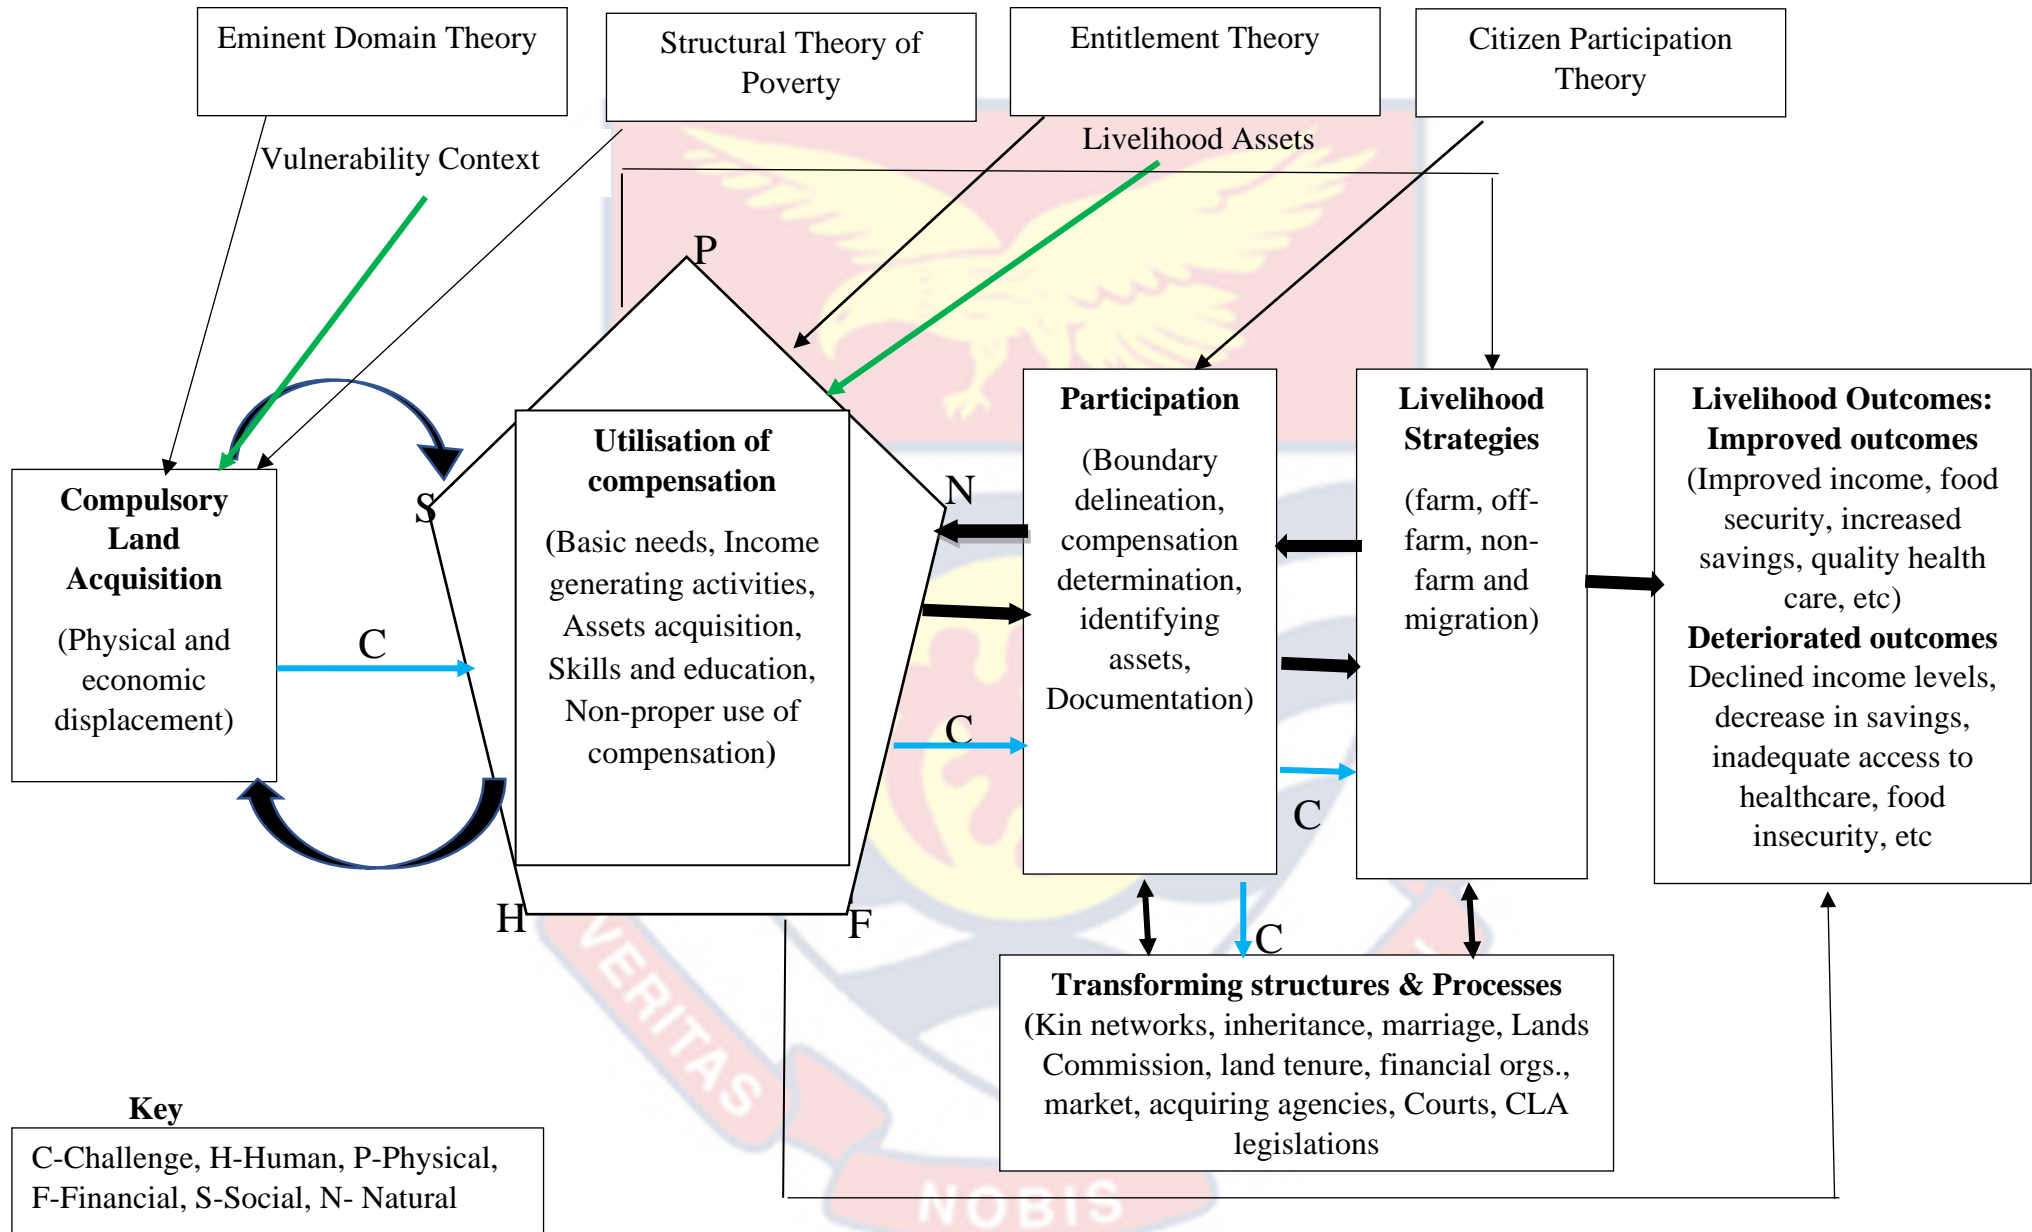 Eminent Domain Theory
Structural Theory of
Poverty
Entitlement Theory
Citizen Participation
Theory
Vulnerability Context
Livelihood Assets
P
S
N
H
F
Compulsory
Land
Acquisition
(Physical and
economic
displacement)
C
Utilisation of
compensation
(Basic needs, Income
generating activities,
Assets acquisition,
Skills and education,
Non-proper use of
compensation)
C
Participation
(Boundary
delineation,
compensation
determination,
identifying
assets,
Documentation)
C
C
Livelihood
Strategies
(farm, off-
farm, non-
farm and
migration)
Livelihood Outcomes:
Improved outcomes
(Improved income, food
security, increased
savings, quality health
care, etc)
Deteriorated outcomes
Declined income levels,
decrease in savings,
inadequate access to
healthcare, food
insecurity, etc
Transforming structures & Processes
(Kin networks, inheritance, marriage, Lands
Commission, land tenure, financial orgs.,
market, acquiring agencies, Courts, CLA
legislations
Key
C-Challenge, H-Human, P-Physical,
F-Financial, S-Social, N- Natural
VERITAS
NOBIS